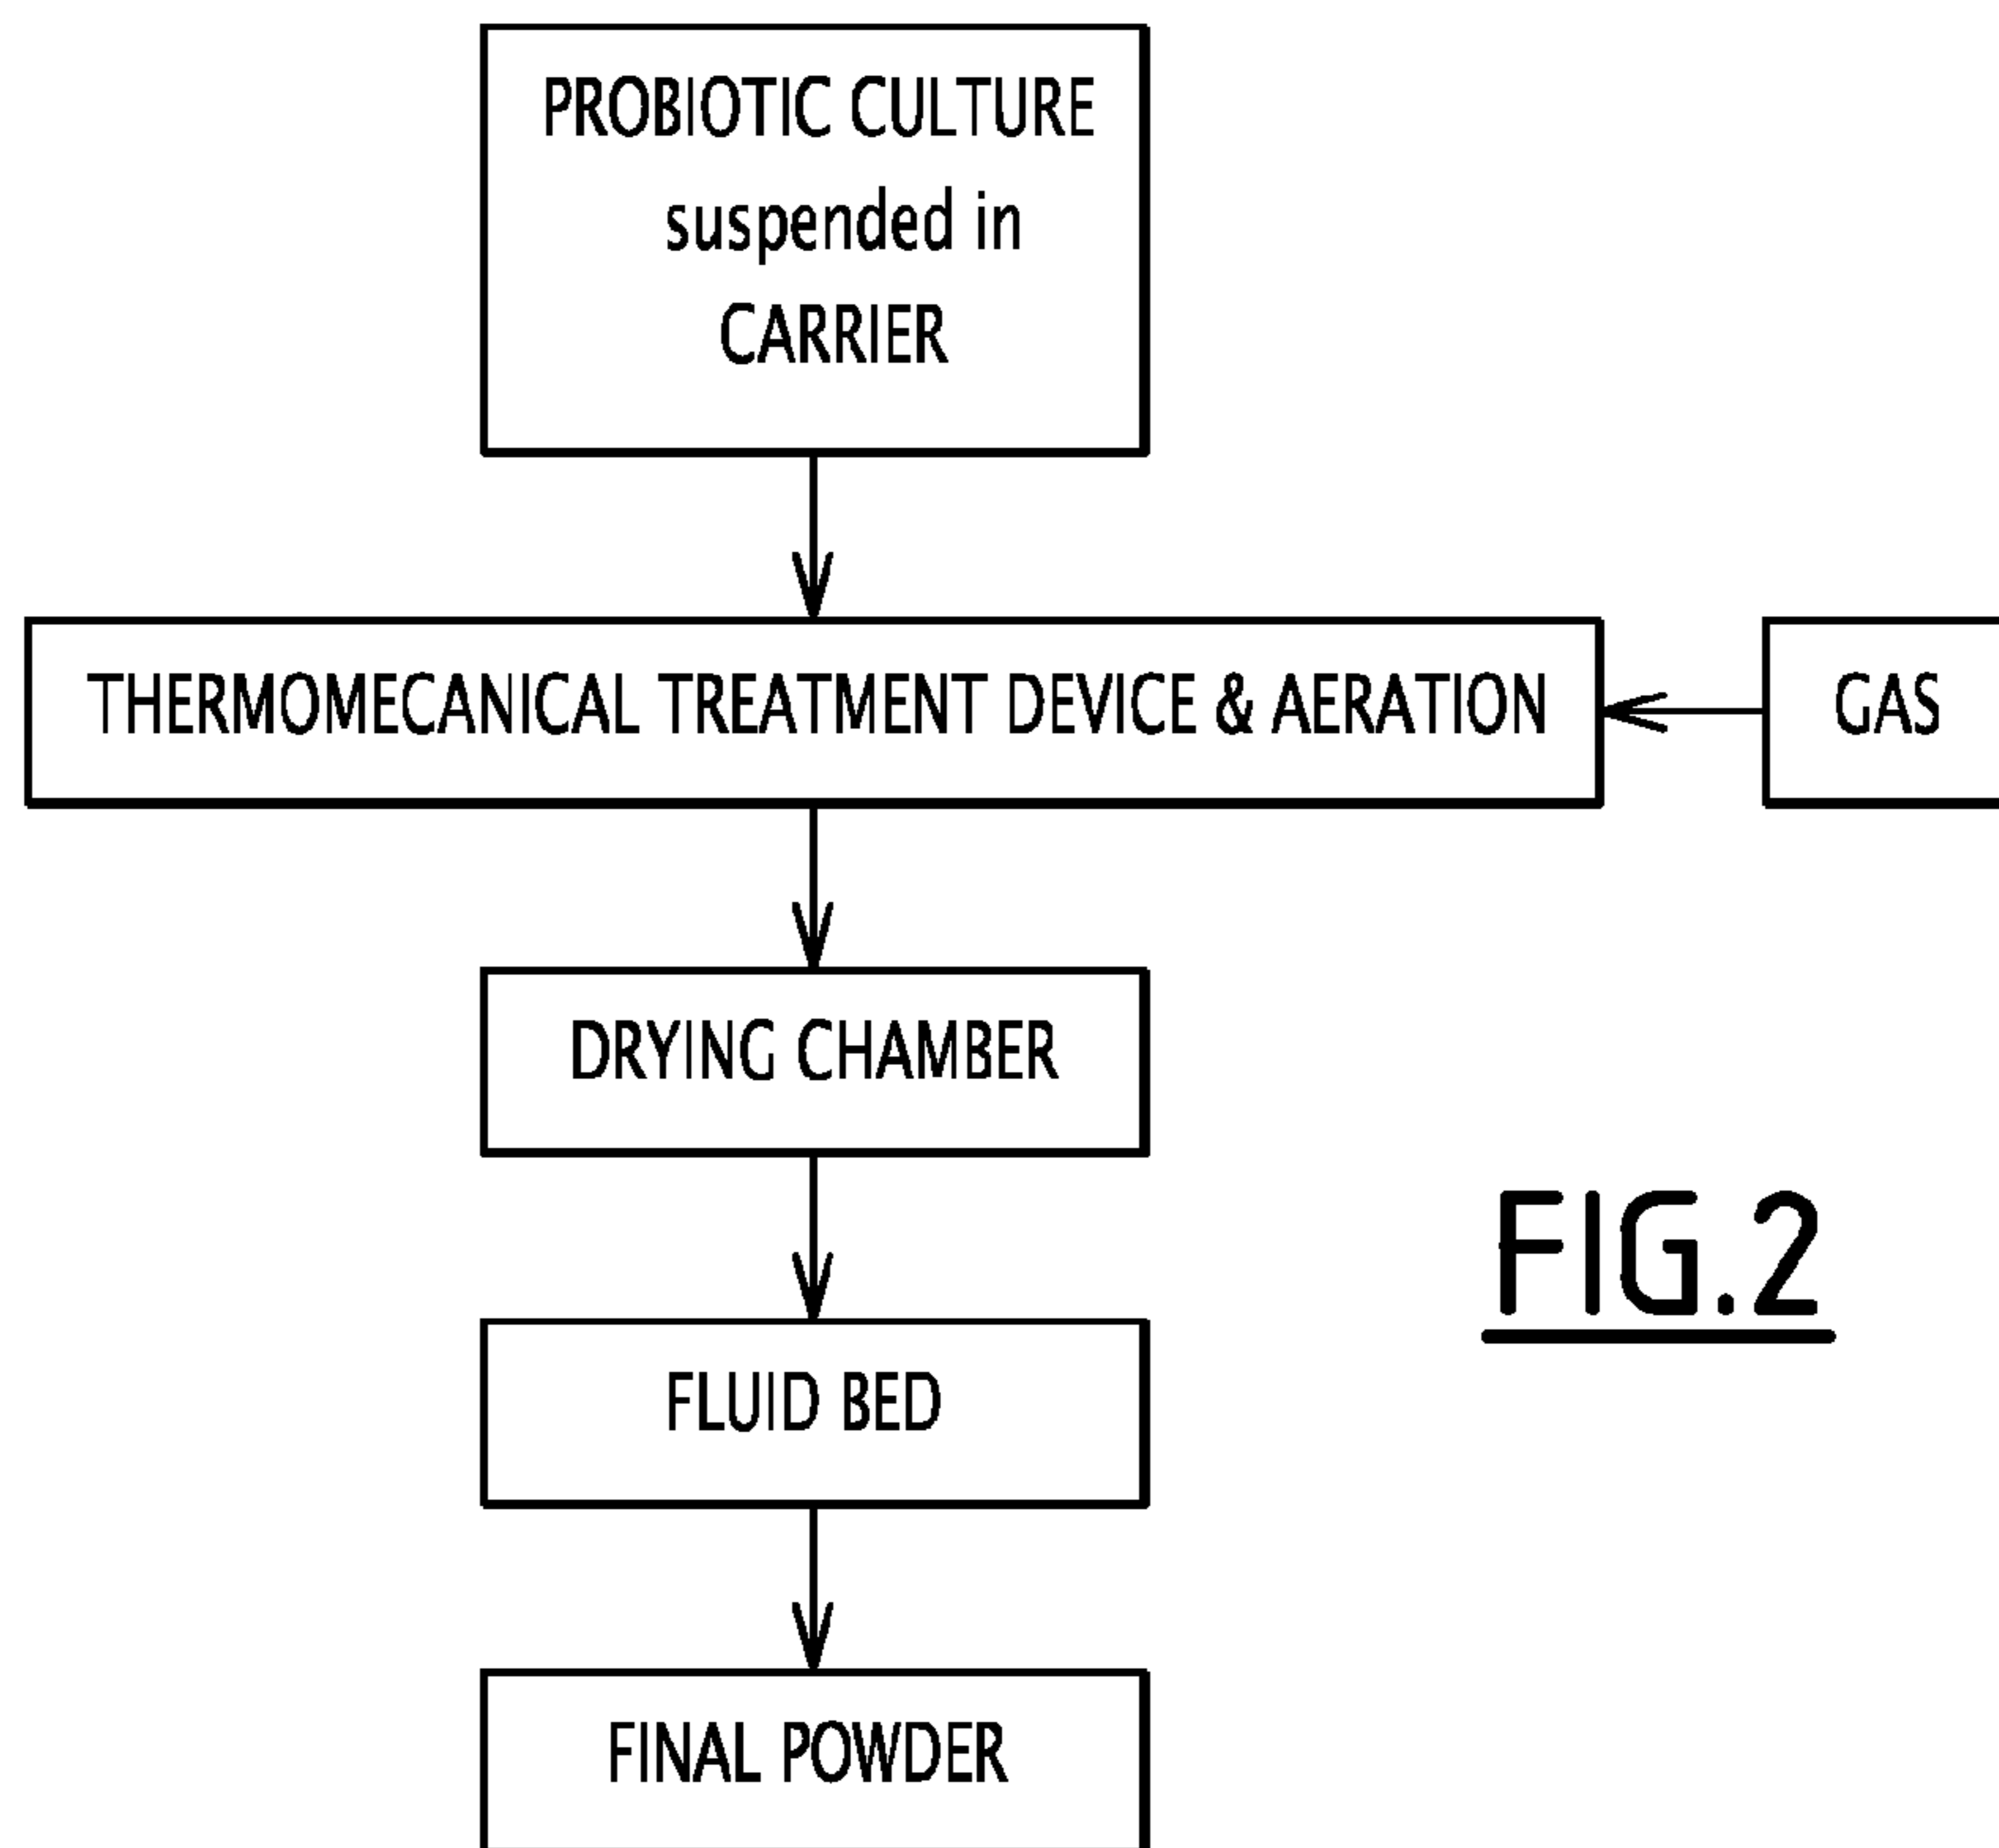 PROBIOTIC CULTURE
suspended in
CARRIER
THERMOMECANICAL TREATMENT DEVICE & AERATION
GAS
DRYING CHAMBER
FIG.2
FLUID BED
FINAL POWDER